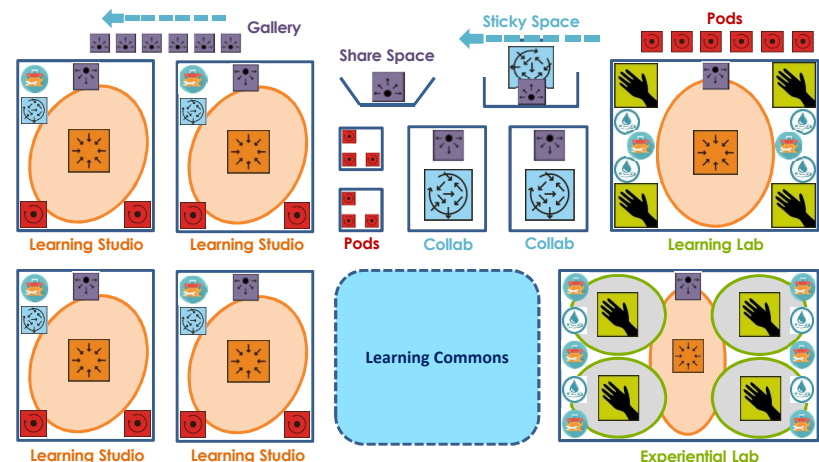 Gallery
Sticky Space
Pods
Share Space
Learning Studio
Learning Studio
Pods
Collab
Collab
Learning Lab
Learning Commons
Learning Studio
Learning Studio
Experiential Lab